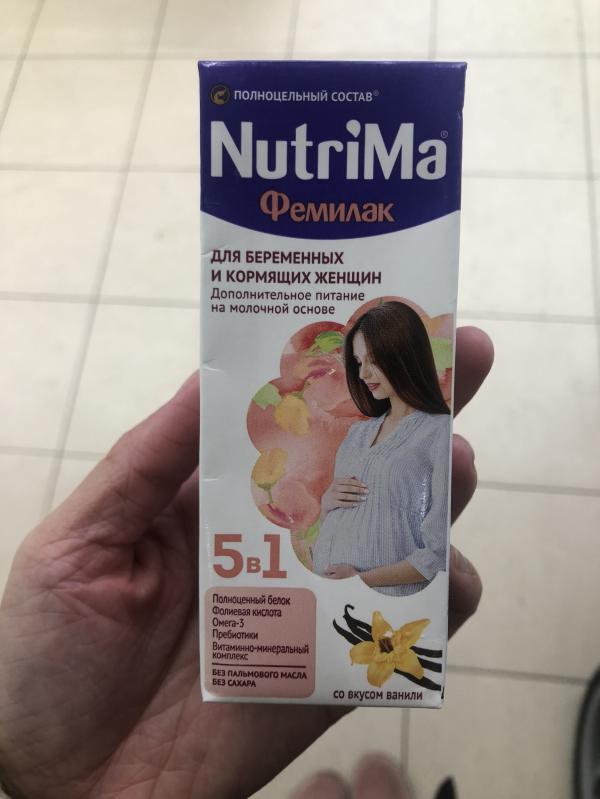 ПОЛНОЦЕЛЬНЫЙ СОСТАВ®
NutriMa®
Фемилак
ДЛЯ БЕРЕМЕННЫХ
И КОРМЯЩИХ ЖЕНЩИН
Дополнительное питание
на молочной основе
5в1
Полноценный белок
Фолиевая кислота
Омега-3
Пребиотики
Витаминно-минеральный
комплекс
БЕЗ ПАЛЬМОВОГО МАСЛА
БЕЗ САХАРА
со вкусом ванили